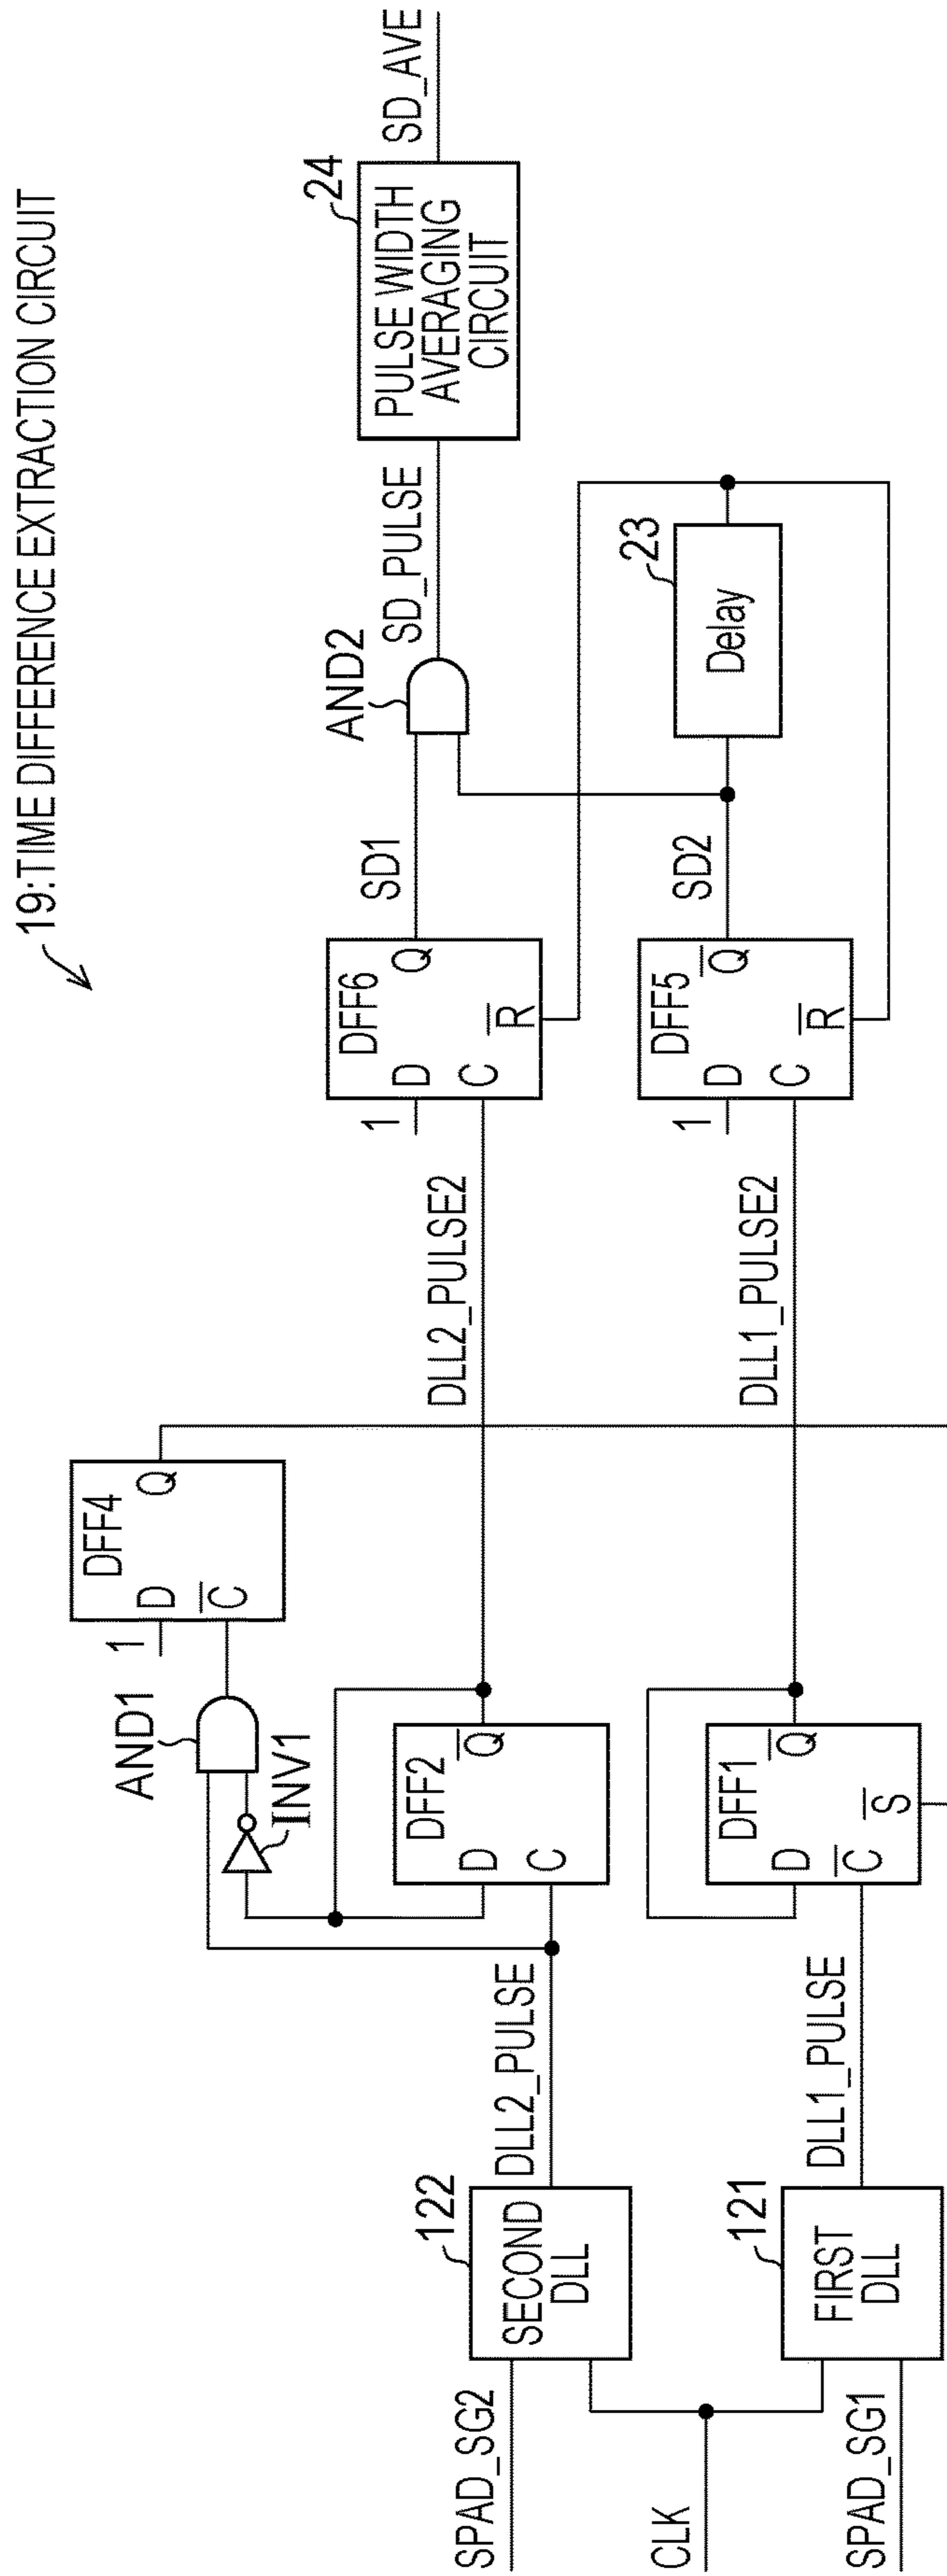 19:TIME DIFFERENCE EXTRACTION CIRCUIT
DFF4
1
D
Q
C
AND1
INV1
SPAD_SG2
122
SECOND
DLL
DLL2_PULSE
DFF2
D
Q
C
DLL2_PULSE2
1
DFF6
D
Q
C
R
SD1
AND2
SD_PULSE
24
PULSE WIDTH
AVERAGING
CIRCUIT
SD_AVE
CLK
SPAD_SG1
121
FIRST
DLL
DLL1_PULSE
DFF1
D
Q
C
S
DLL1_PULSE2
1
DFF5
D
Q
C
R
SD2
23
Delay